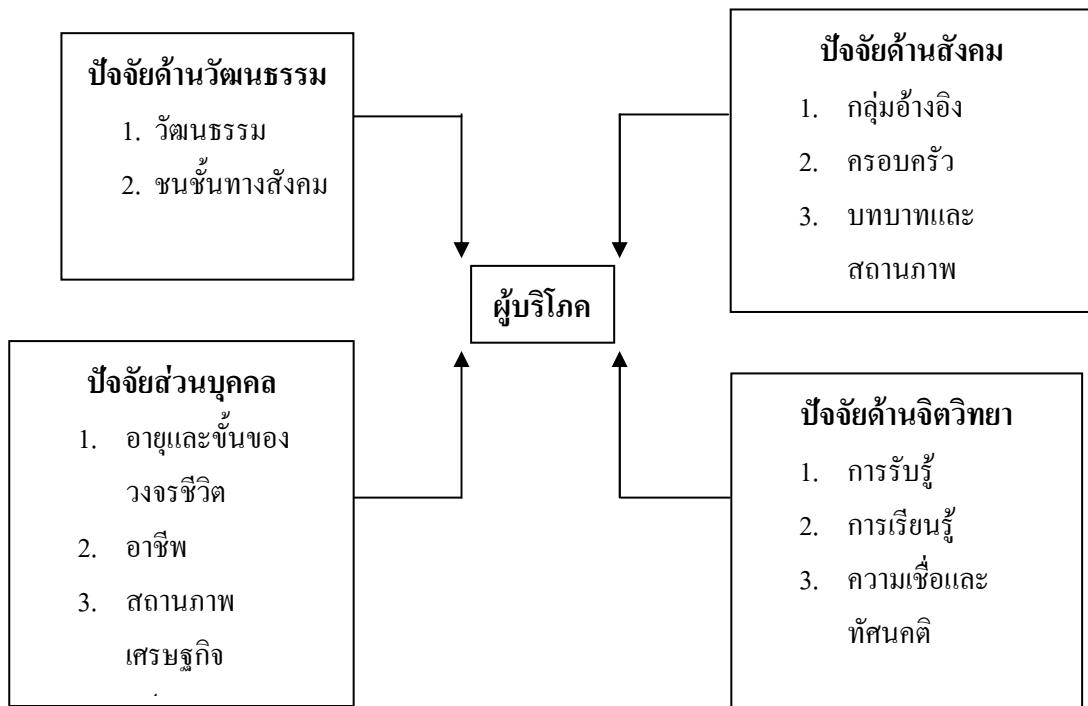 ปัจจัยด้านวัฒนธรรม
1. วัฒนธรรม
2. ชนชั้นทางสังคม
ปัจจัยด้านสังคม
1. กลุ่มอ้างอิง
2. ครอบครัว
3. บทบาทและ
สถานภาพ
ผู้บริโภค
ปัจจัยส่วนบุคคล
1. อายุและขั้นของ
วงจรชีวิต
2. อาชีพ
3. สถานภาพ
เศรษฐกิจ
ปัจจัยด้านจิตวิทยา
1. การรับรู้
2. การเรียนรู้
3. ความเชื่อและ
ทัศนคติ